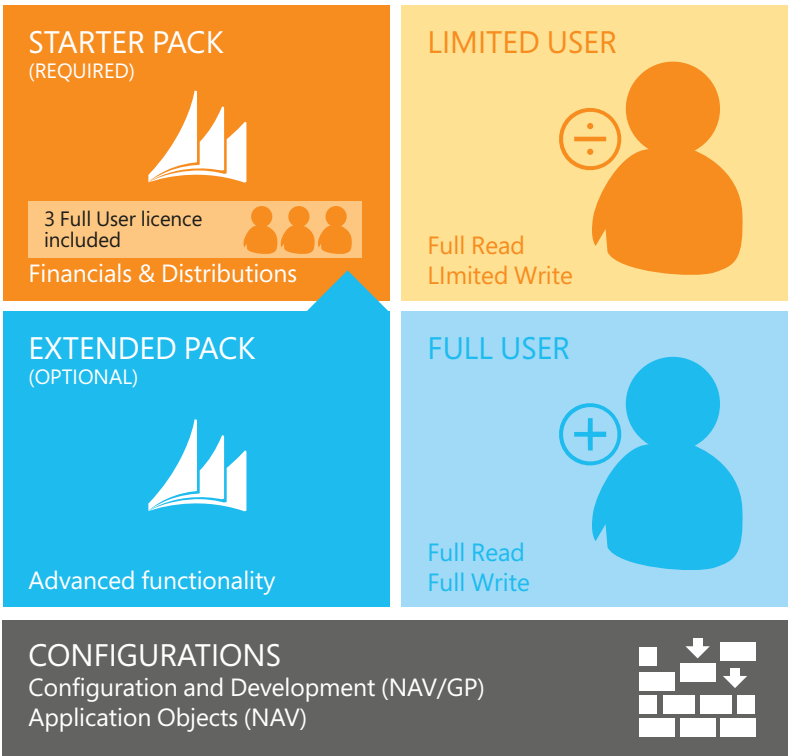 STARTER PACK
(REQUIRED)
3 Full User licence
included
Financials & Distributions
LIMITED USER
Full Read
LImited Write
EXTENDED PACK
(OPTIONAL)
Advanced functionality
FULL USER
Full Read
Full Write
CONFIGURATIONS
Configuration and Development (NAV/GP)
Application Objects (NAV)